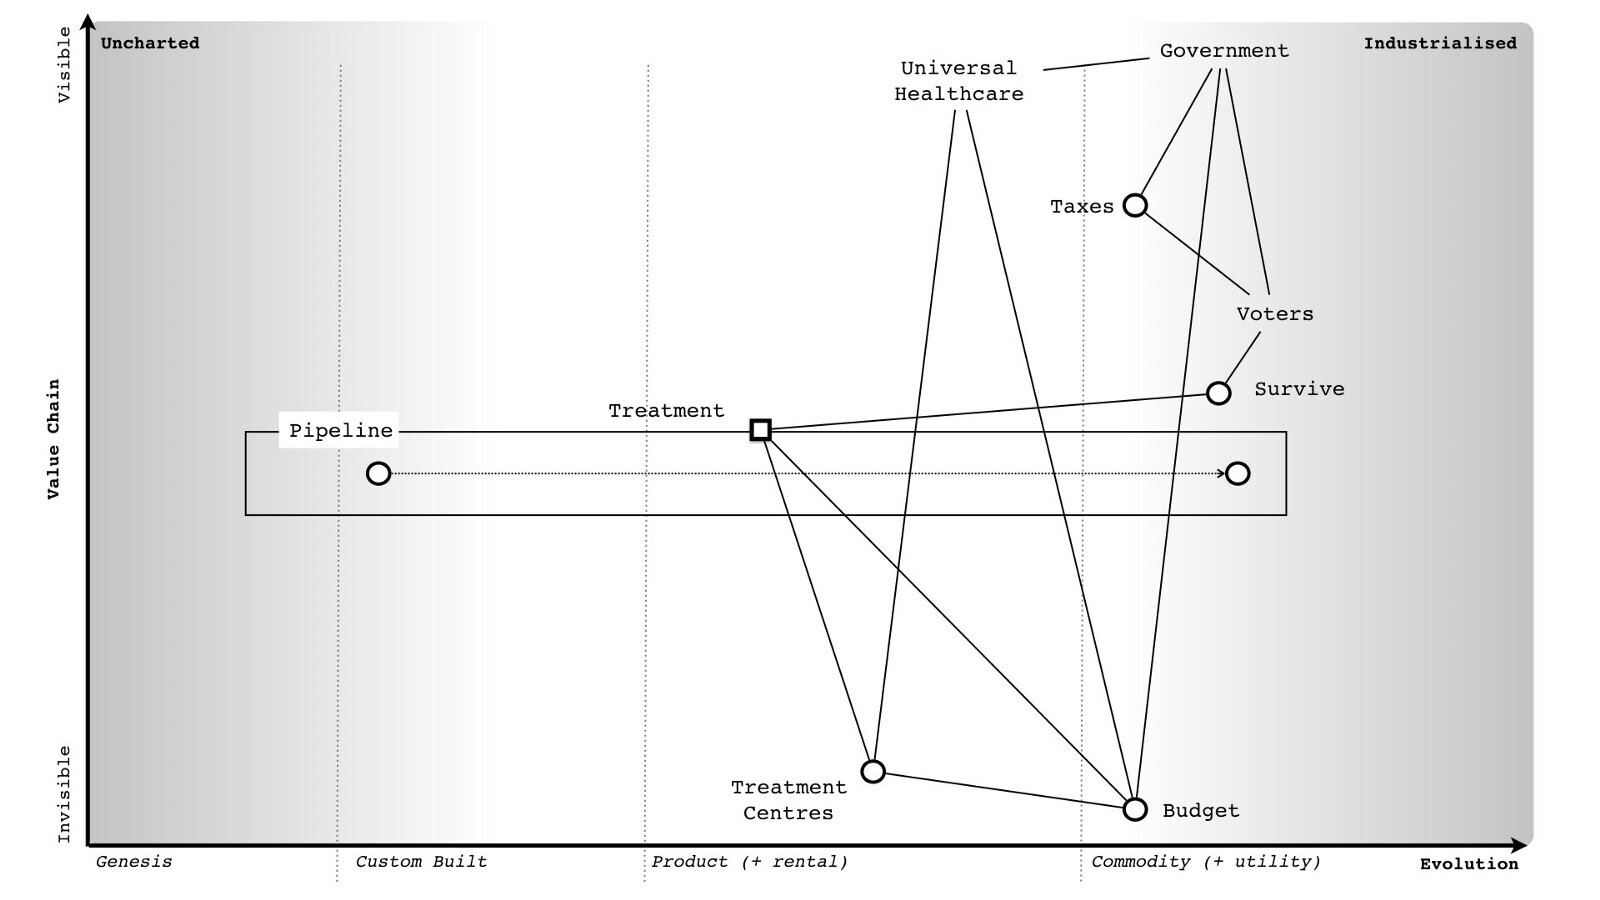 Visible
Uncharted
Industrialised
Government
Universal
Healthcare
Taxes
Voters
Survive
Treatment
Pipeline
Value Chain
Treatment
Centres
Budget
Invisible
Genesis
Custom Built
Product (+ rental)
Commodity (+ utility)
Evolution